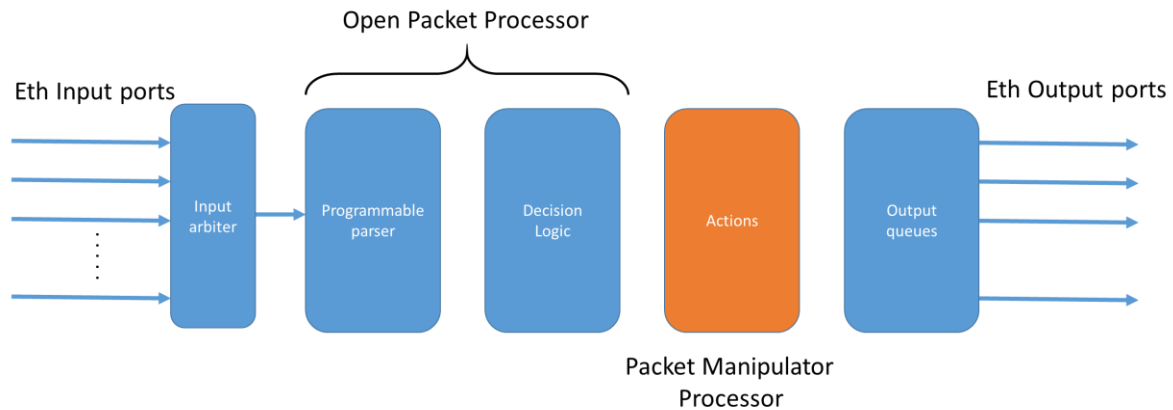 Open Packet Processor
Eth Input ports
Eth Output ports
Input
arbiter
Programmable
parser
Decision
Logic
Actions
Output
queues
Packet Manipulator
Processor